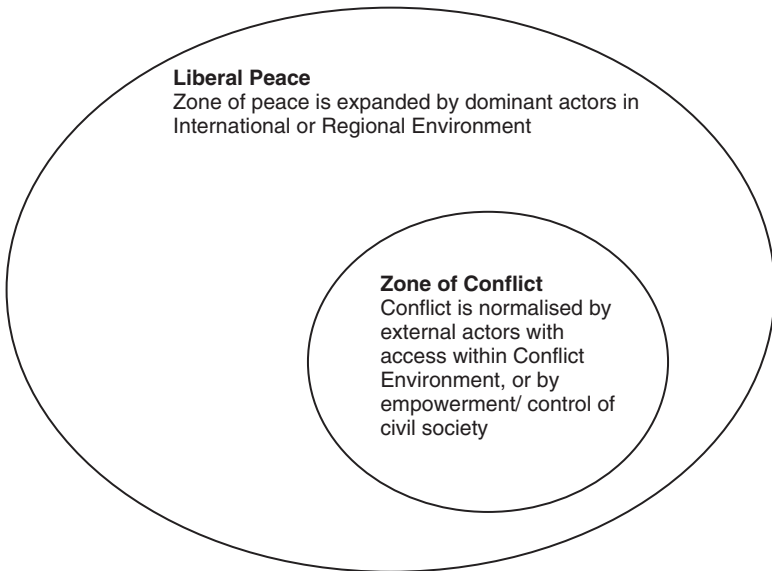 Liberal Peace
Zone of peace is expanded by dominant actors in
International or Regional Environment
Zone of Conflict
Conflict is normalised by
external actors with
access within Conflict
Environment, or by
empowerment/ control of
civil society